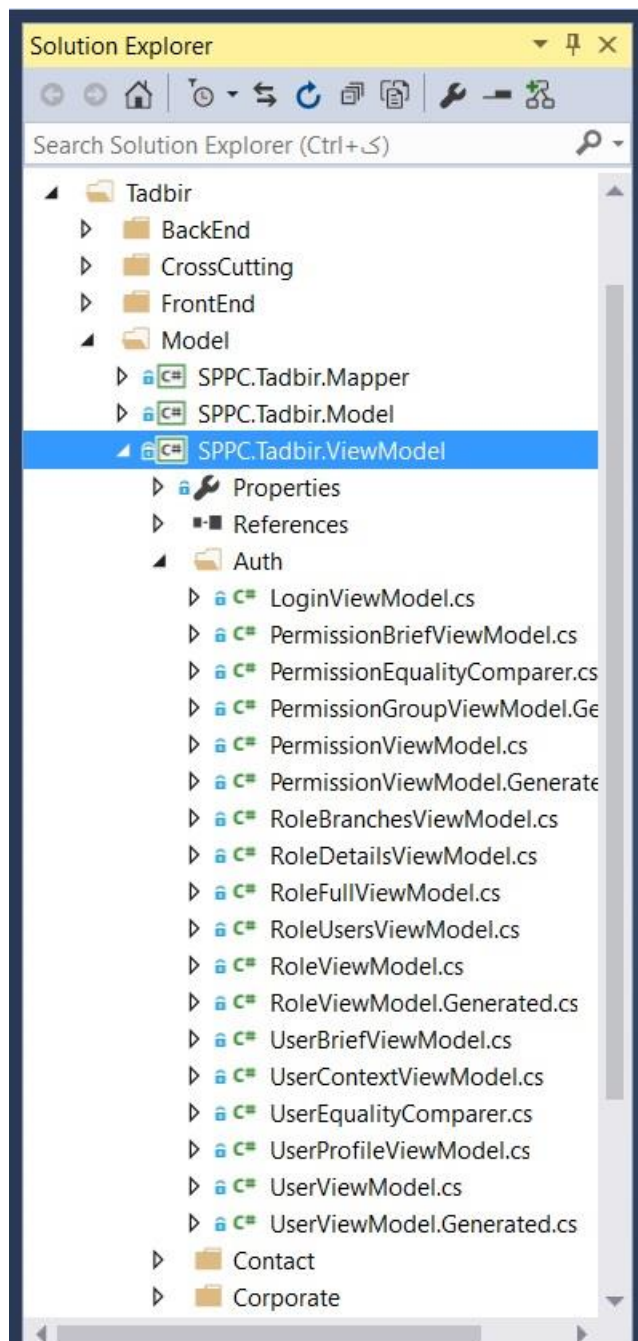 Solution Explorer
Search Solution Explorer (Ctrl+ک)
Tadbir
BackEnd
CrossCutting
FrontEnd
Model
C# SPPC.Tadbir.Mapper
C# SPPC.Tadbir.Model
C# SPPC.Tadbir.ViewModel
Properties
References
Auth
C# LoginViewModel.cs
C# PermissionBriefViewModel.cs
C# PermissionEqualityComparer.cs
C# PermissionGroupViewModel.Ge
C# PermissionViewModel.cs
C# PermissionViewModel.Generate
C# RoleBranchesViewModel.cs
C# RoleDetailsViewModel.cs
C# RoleFullViewModel.cs
C# RoleUsersViewModel.cs
C# RoleViewModel.cs
C# RoleViewModel.Generated.cs
C# UserBriefViewModel.cs
C# UserContextViewModel.cs
C# UserEqualityComparer.cs
C# UserProfileViewModel.cs
C# UserViewModel.cs
C# UserViewModel.Generated.cs
Contact
Corporate